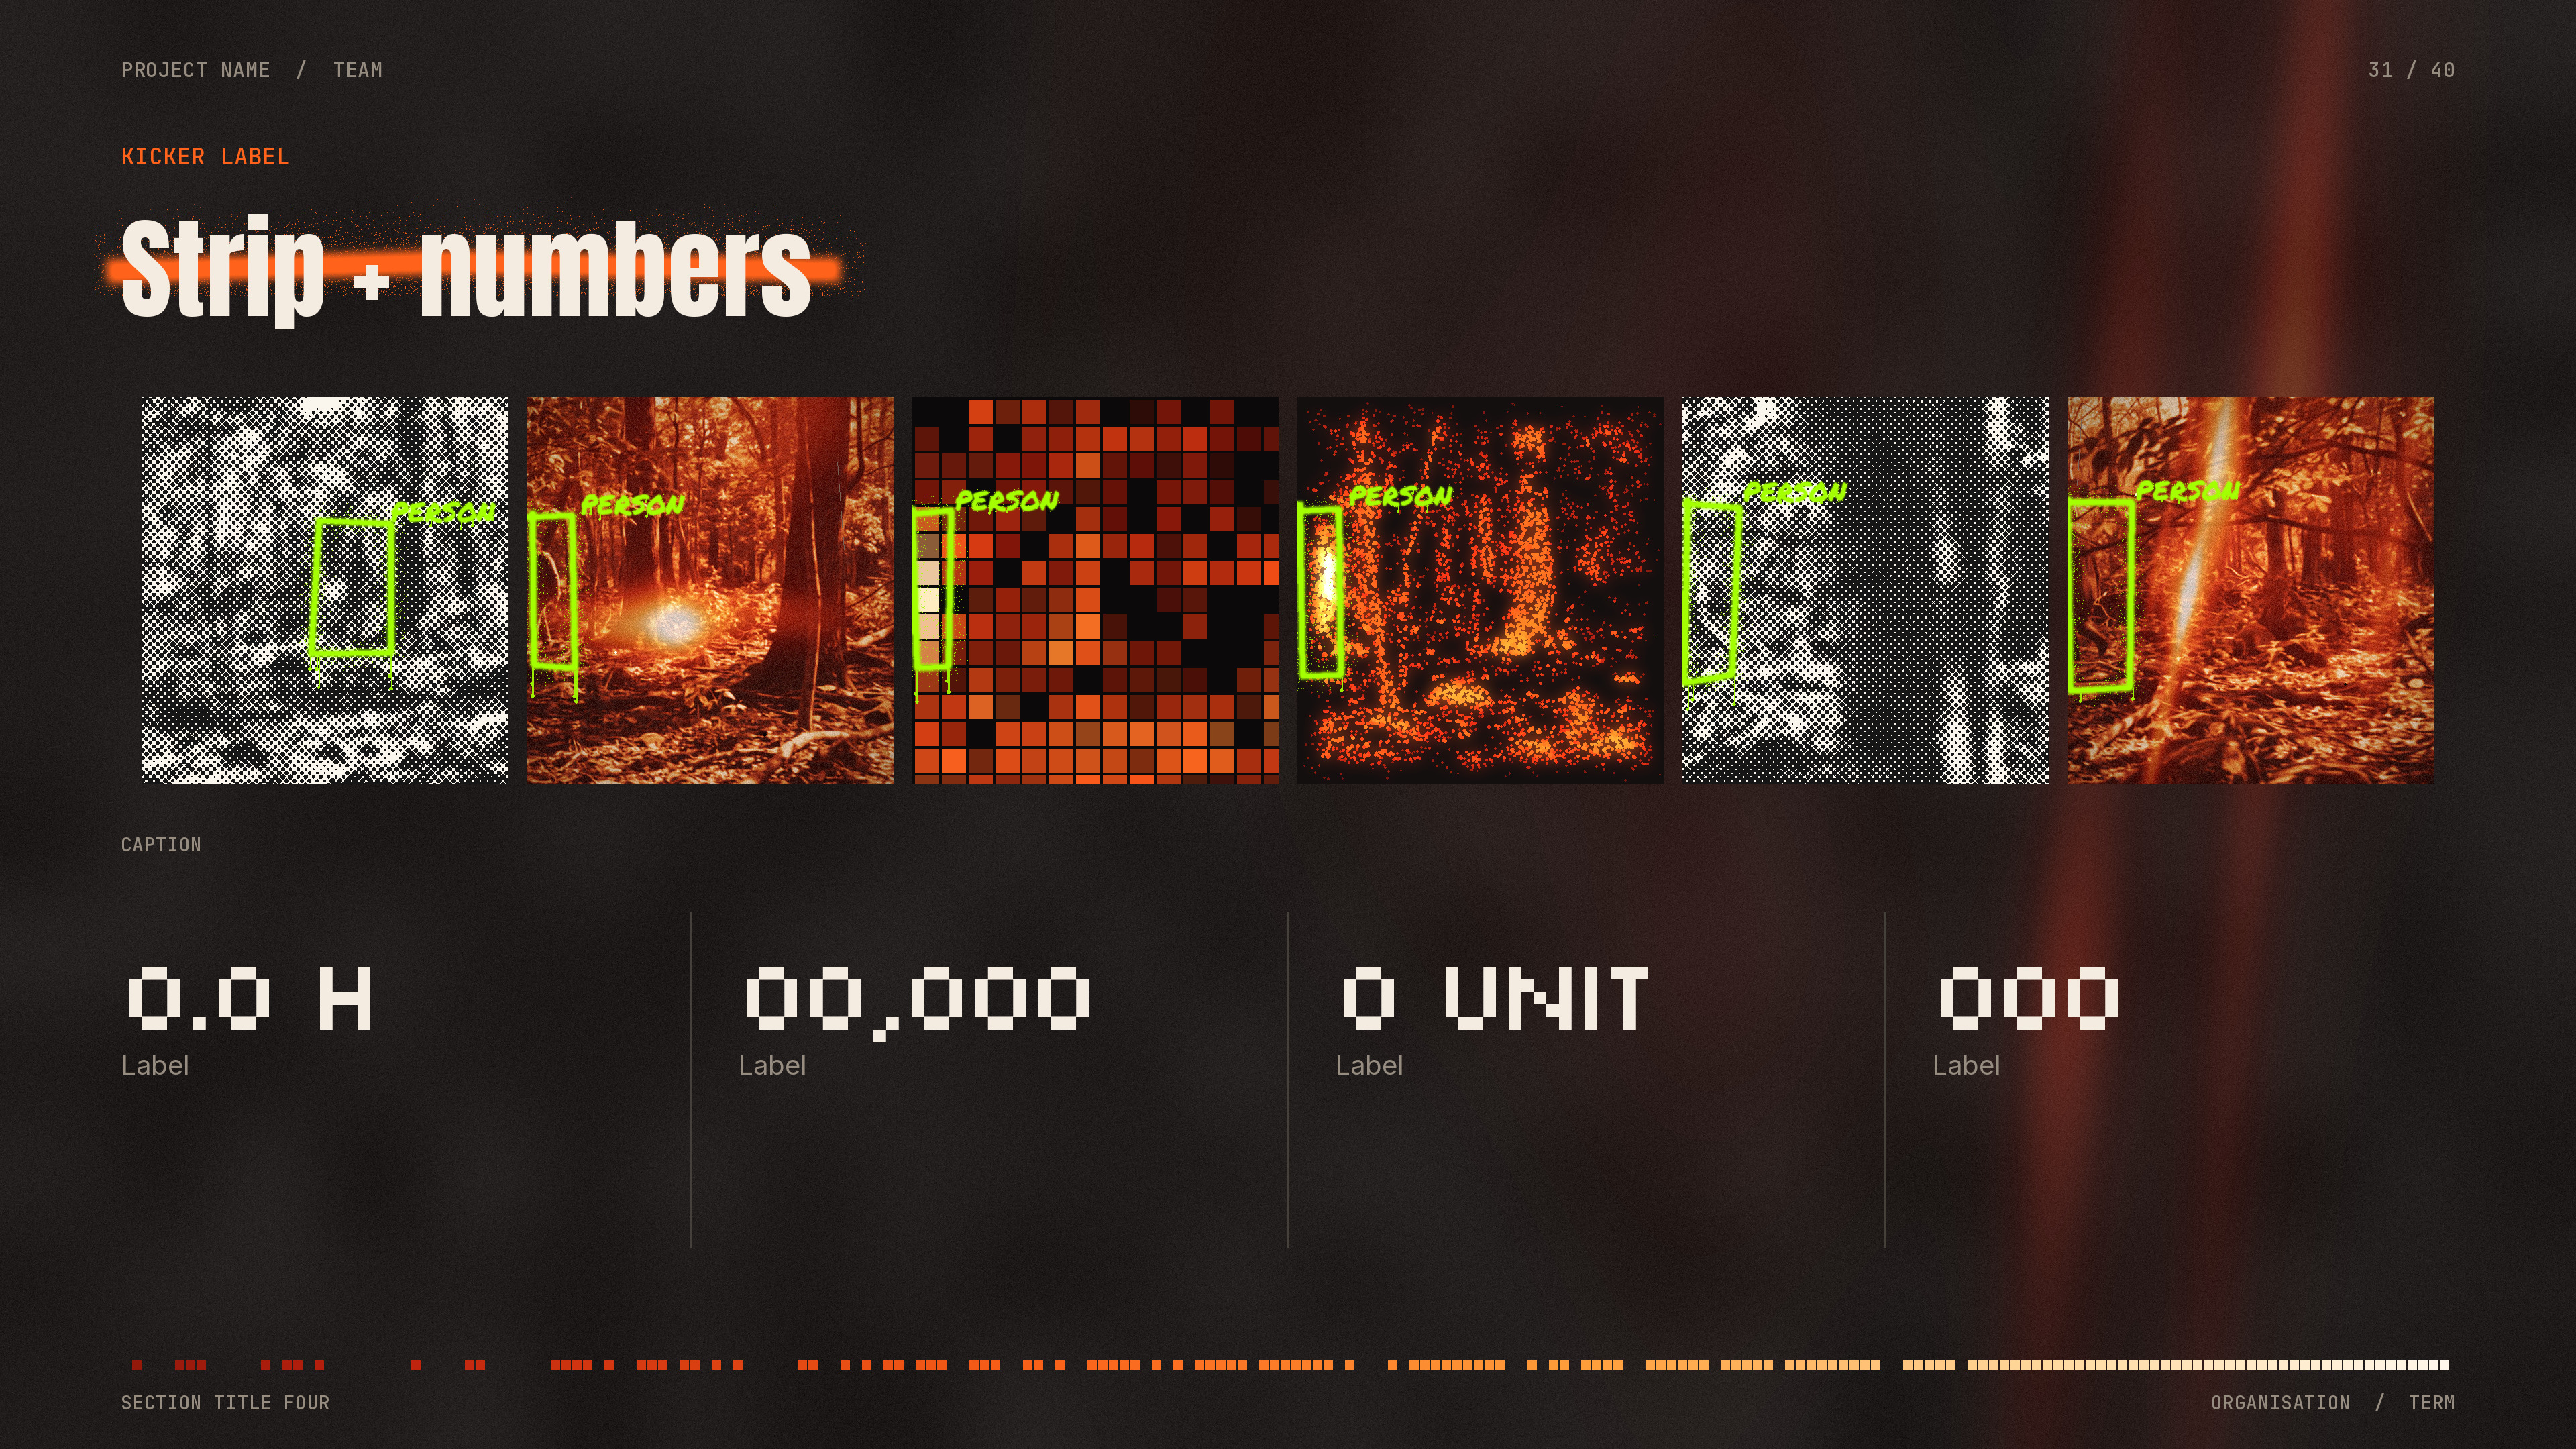 PROJECT NAME / TEAM
31 / 40
KICKER LABEL
Strip + numbers
PERSON
PERSON
PERSON
PERSON
PERSON
PERSON
CAPTION
0.0 H
00,000
0 UNIT
000
Label
Label
Label
Label
SECTION TITLE FOUR
ORGANISATION / TERM